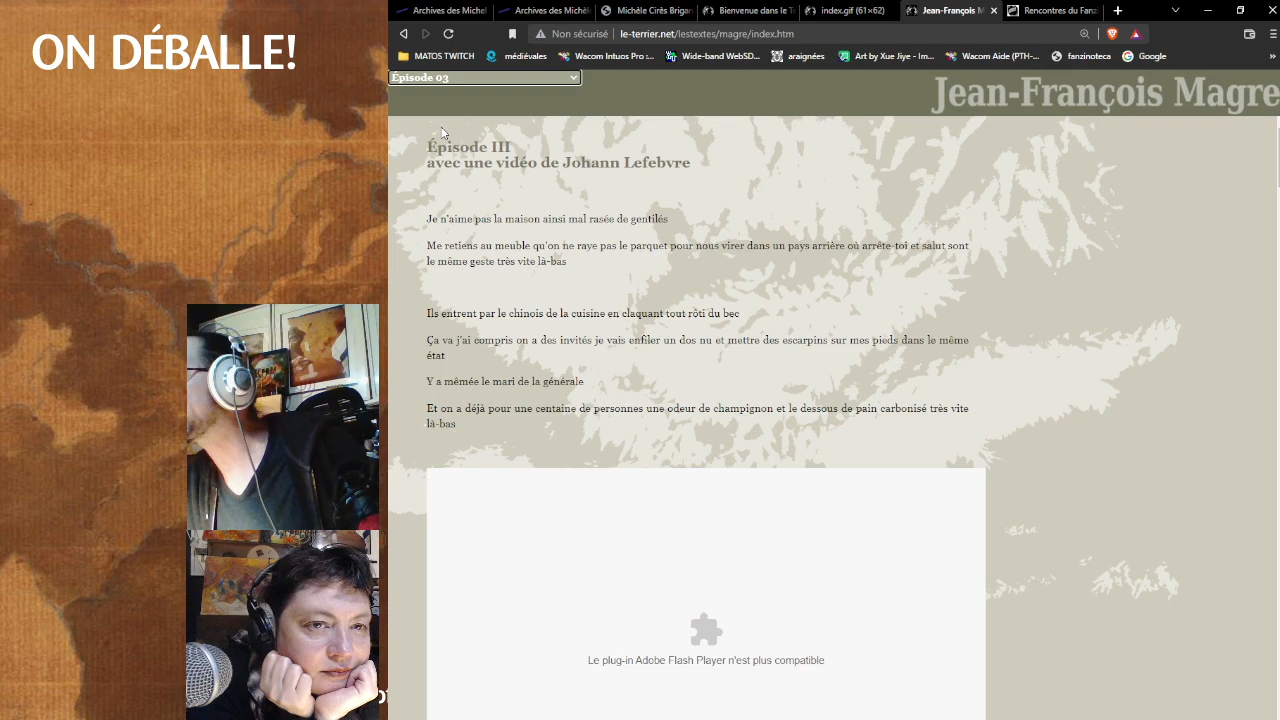 ON DÉBALLE!
Archives des Michel
Archives des Michèl
Michèle Cirès Brigan
Bienvenue dans le T
index.gif (61×62)
Jean-François M
Rencontres du Fanz
Non sécurisé
le-terrier.net/lestextes/magre/index.htm
MATOS TWITCH
médiévales
Wacom Intuos Pro :...
Wide-band WebSD...
araignées
Art by Xue Jiye - Im...
Wacom Aide (PTH-...
fanzinoteca
Google
Épisode 03
Jean-François Magre
Épisode III
avec une vidéo de Johann Lefebvre
Je n'aime pas la maison ainsi mal rasée de gentilés
Me retiens au meuble qu'on ne raye pas le parquet pour nous virer dans un pays arrière où arrête-toi et salut sont
le même geste très vite là-bas
Ils entrent par le chinois de la cuisine en claquant tout rôti du bec
Ça va j'ai compris on a des invités je vais enfiler un dos nu et mettre des escarpins sur mes pieds dans le même
état
Y a mêmée le mari de la générale
Et on a déjà pour une centaine de personnes une odeur de champignon et le dessous de pain carbonisé très vite
là-bas
Le plug-in Adobe Flash Player n'est plus compatible